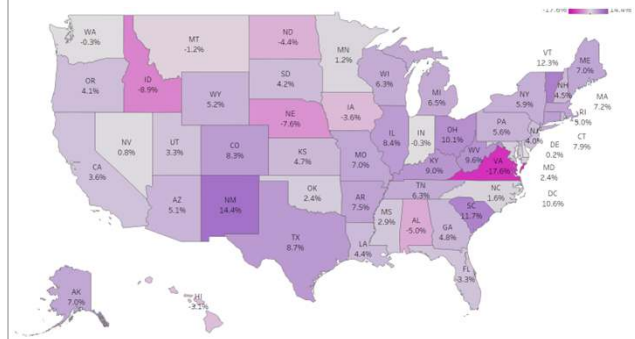 -17.6%
14.4%
WA
-0.3%
MT
-1.2%
ND
-4.4%
MN
1.2%
VT
12.3%
ME
7.0%
OR
4.1%
ID
-8.9%
WY
5.2%
SD
4.2%
WI
6.3%
MI
6.5%
NY
5.9%
NH
4.5%
MA
7.2%
RI
5.0%
CT
7.9%
NE
-7.6%
IA
-3.6%
IL
8.4%
IN
-0.3%
OH
10.1%
PA
5.6%
NJ
4.0%
DE
0.2%
MD
2.4%
DC
10.6%
NV
0.8%
UT
3.3%
CO
8.3%
KS
4.7%
MO
7.0%
KY
9.0%
WV
9.6%
VA
-17.6%
CA
3.6%
AZ
5.1%
NM
14.4%
OK
2.4%
AR
7.5%
TN
6.3%
NC
1.6%
SC
11.7%
TX
8.7%
LA
4.4%
MS
2.9%
AL
-5.0%
GA
4.8%
FL
-3.3%
AK
7.0%
HI
-3.1%